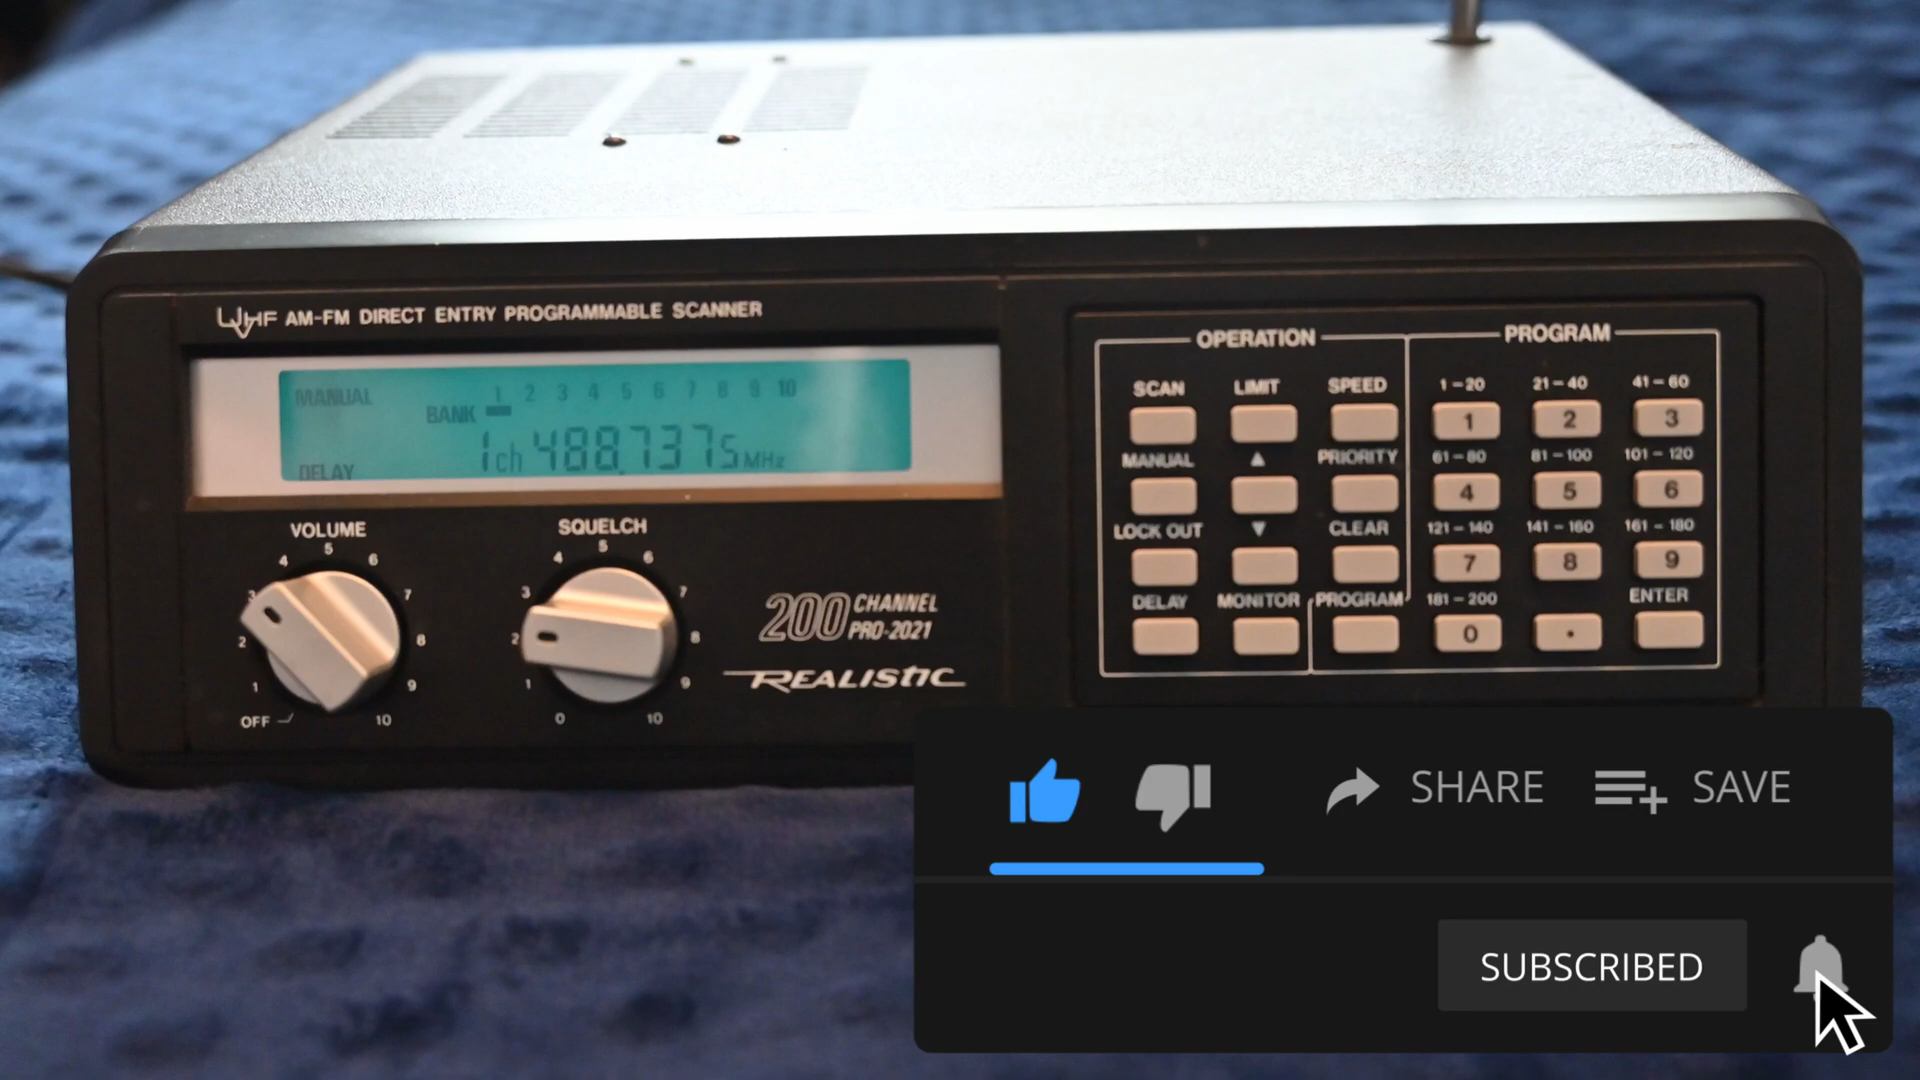 UVHF AM-FM DIRECT ENTRY PROGRAMMABLE SCANNER
MANUAL 1 2 3 4 5 6 7 8 9 10
BANK
1ch 488.7375 MHz
DELAY
VOLUME
4 5 6
3 7
2 8
1 9
OFF 10
SQUELCH
4 5 6
3 7
2 8
1 9
0 10
200 CHANNEL
PRO-2021
REALISTIC
OPERATION
SCAN LIMIT SPEED
MANUAL ▲ PRIORITY
LOCK OUT ▼ CLEAR
DELAY MONITOR PROGRAM
PROGRAM
1-20 21-40 41-60
1 2 3
61-80 81-100 101-120
4 5 6
121-140 141-160 161-180
7 8 9
181-200 ENTER
0 .
SHARE SAVE
SUBSCRIBED